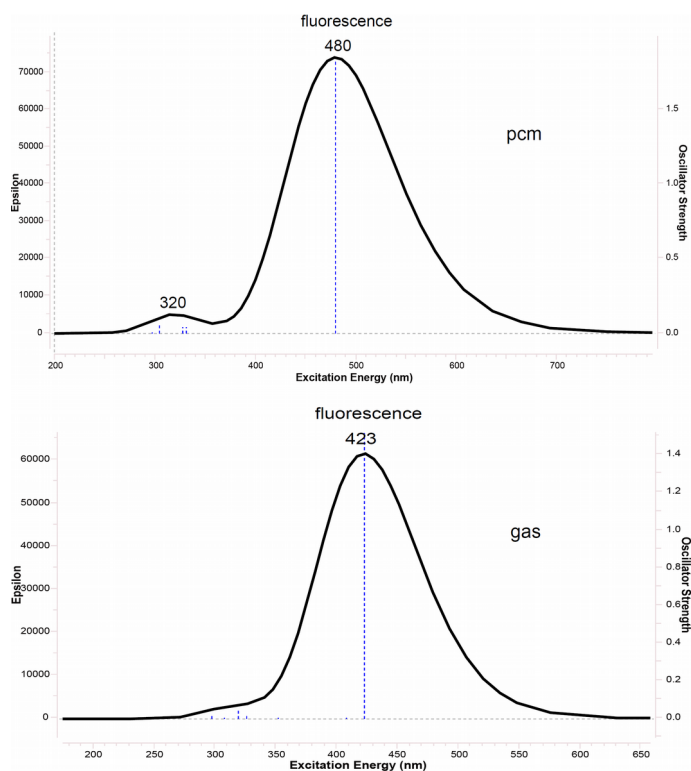 fluorescence
480
pcm
320
Epsilon
70000
60000
50000
40000
30000
20000
10000
0
Oscillator Strength
1.5
1.0
0.5
0.0
200 300 400 500 600 700
Excitation Energy (nm)
fluorescence
423
gas
Epsilon
60000
50000
40000
30000
20000
10000
0
Oscillator Strength
1.4
1.2
1.0
0.8
0.6
0.4
0.2
0.0
200 250 300 350 400 450 500 550 600 650
Excitation Energy (nm)